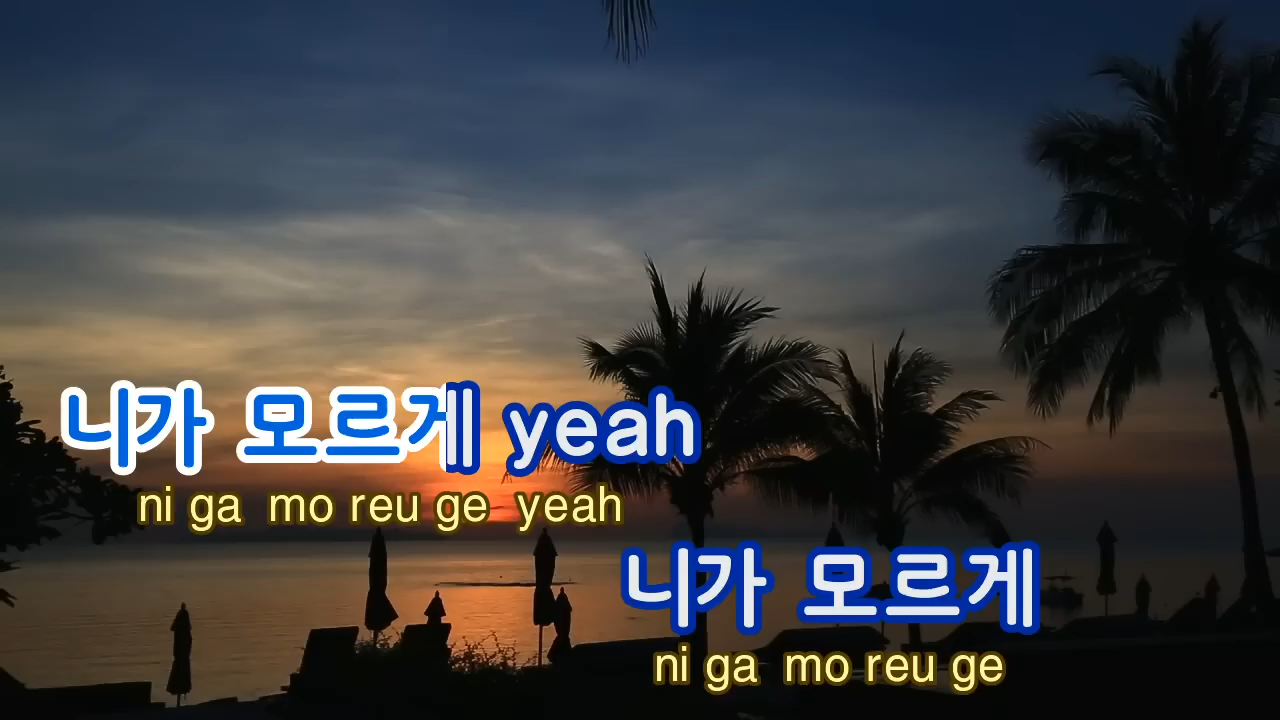 니가 모르게 yeah
ni ga mo reu ge yeah
니가 모르게
ni ga mo reu ge